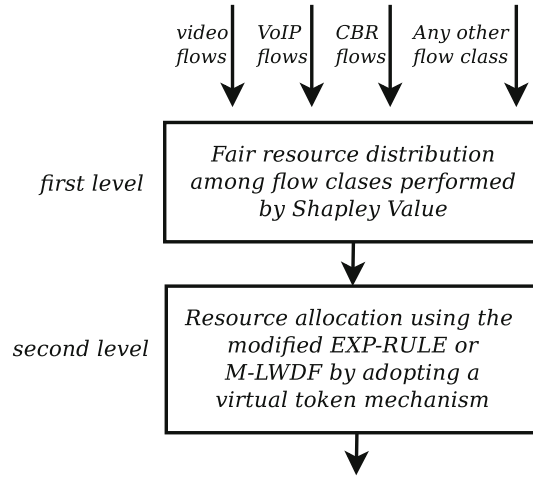 video flows
VoIP flows
CBR flows
Any other flow class
first level
Fair resource distribution
among flow clases performed
by Shapley Value
second level
Resource allocation using the
modified EXP-RULE or
M-LWDF by adopting a
virtual token mechanism